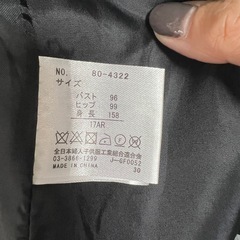 NO. 80-4322
サイズ
バスト 96
ヒップ 99
身長 158
17AR
全日本婦人子供服工業組合連合会
03-3866-1299 J-6F0052
MADE IN CHINA 30